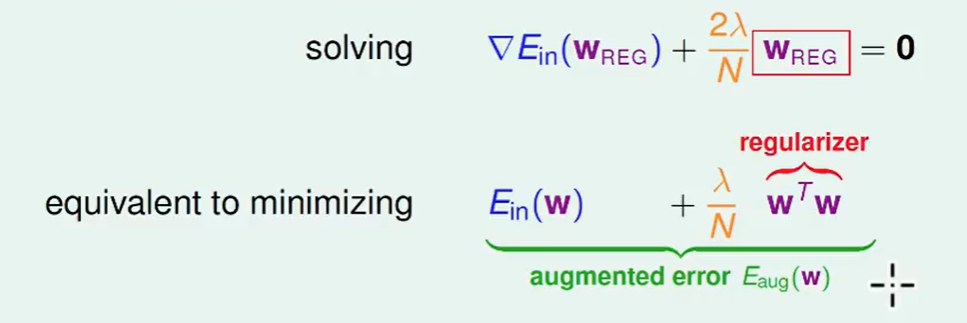 solving ∇E_in(w_REG) + 2λ/N w_REG = 0
regularizer
equivalent to minimizing E_in(w) + λ/N w^T w
augmented error E_aug(w)